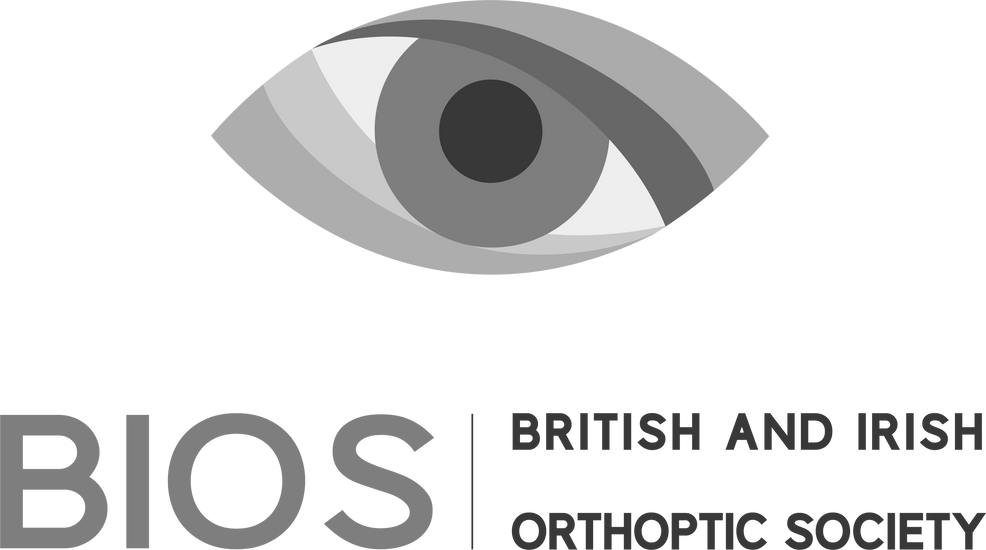 BIOS
BRITISH AND IRISH
ORTHOPTIC SOCIETY